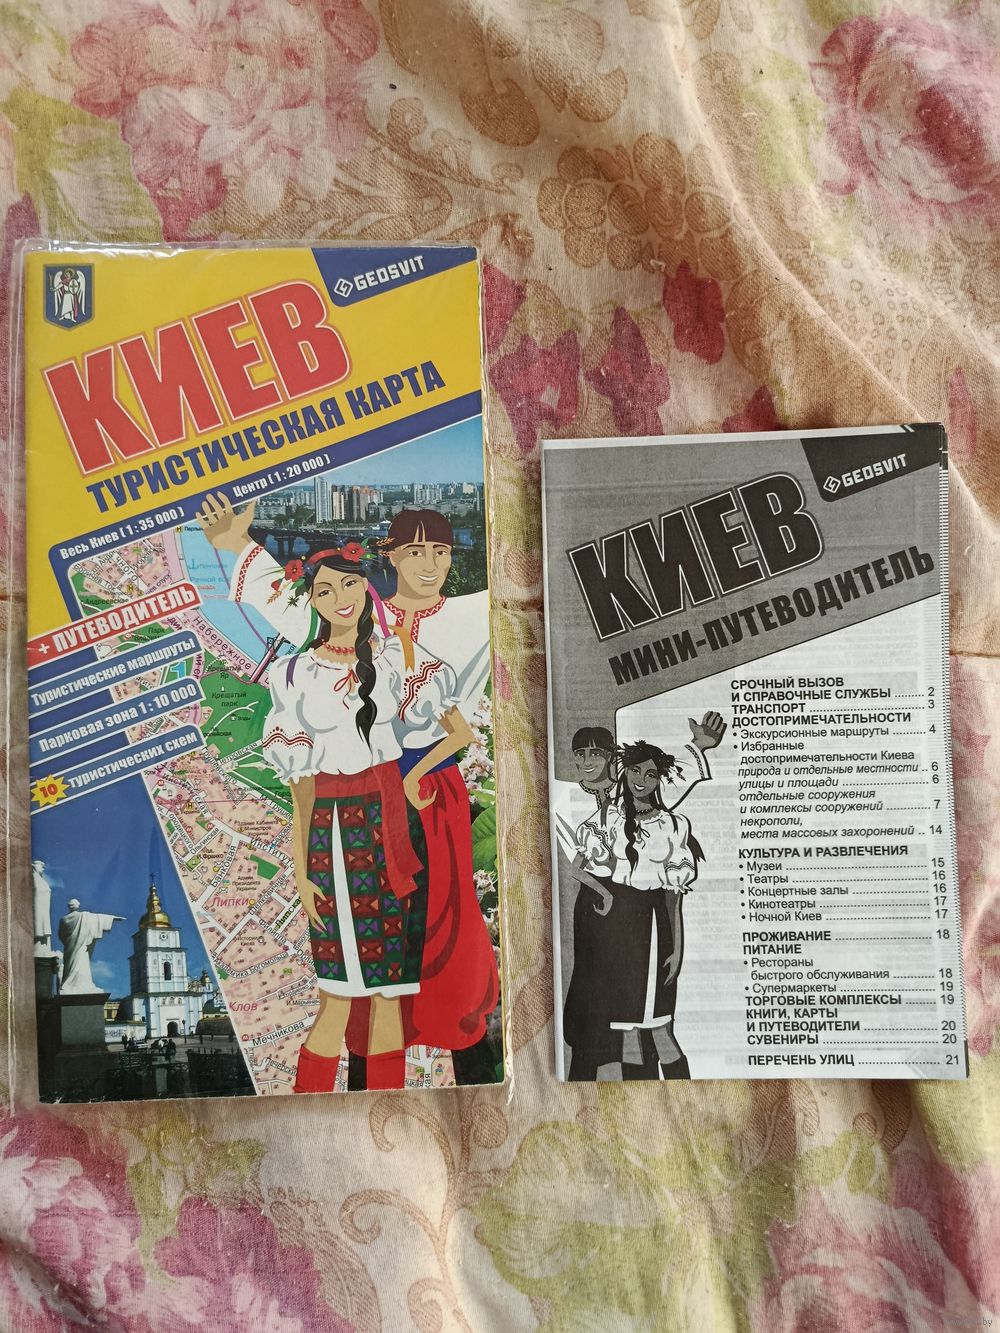 GEOSVIT
КИЕВ
ТУРИСТИЧЕСКАЯ КАРТА
Весь Киев (1:35 000)
Центр (1:20 000)
+ ПУТЕВОДИТЕЛЬ
Туристические маршруты
Парковая зона 1:10 000
10 туристических схем
Набережное
Крещатый
парк
Банковая
И.Франко
Липки
Клов
Мечникова
GEOSVIT
КИЕВ
МИНИ-ПУТЕВОДИТЕЛЬ
СРОЧНЫЙ ВЫЗОВ
И СПРАВОЧНЫЕ СЛУЖБЫ ........ 2
ТРАНСПОРТ ........ 3
ДОСТОПРИМЕЧАТЕЛЬНОСТИ
• Экскурсионные маршруты ..... 4
• Избранные
достопримечательности Киева
природа и отдельные местности .. 6
улицы и площади ........ 6
отдельные сооружения
и комплексы сооружений ........ 7
некрополи,
места массовых захоронений .. 14
КУЛЬТУРА И РАЗВЛЕЧЕНИЯ
• Музеи ........ 15
• Театры ........ 16
• Концертные залы ........ 16
• Кинотеатры ........ 17
• Ночной Киев ........ 17
ПРОЖИВАНИЕ ........ 18
ПИТАНИЕ
• Рестораны
быстрого обслуживания ........ 18
• Супермаркеты ........ 19
ТОРГОВЫЕ КОМПЛЕКСЫ ..... 19
КНИГИ, КАРТЫ
И ПУТЕВОДИТЕЛИ ........ 20
СУВЕНИРЫ ........ 20
ПЕРЕЧЕНЬ УЛИЦ ........ 21